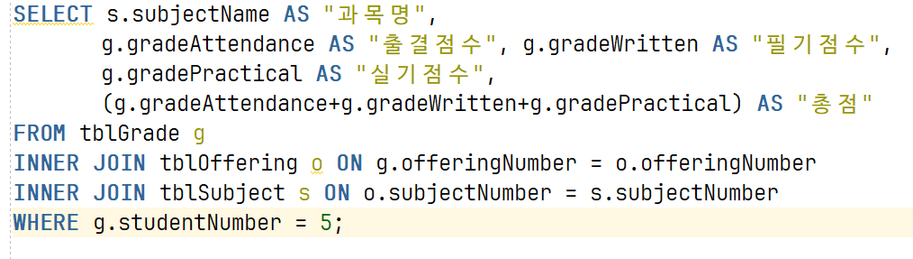 SELECT s.subjectName AS "과목명",
g.gradeAttendance AS "출결점수", g.gradeWritten AS "필기점수",
g.gradePractical AS "실기점수",
(g.gradeAttendance+g.gradeWritten+g.gradePractical) AS "총점"
FROM tblGrade g
INNER JOIN tblOffering o ON g.offeringNumber = o.offeringNumber
INNER JOIN tblSubject s ON o.subjectNumber = s.subjectNumber
WHERE g.studentNumber = 5;